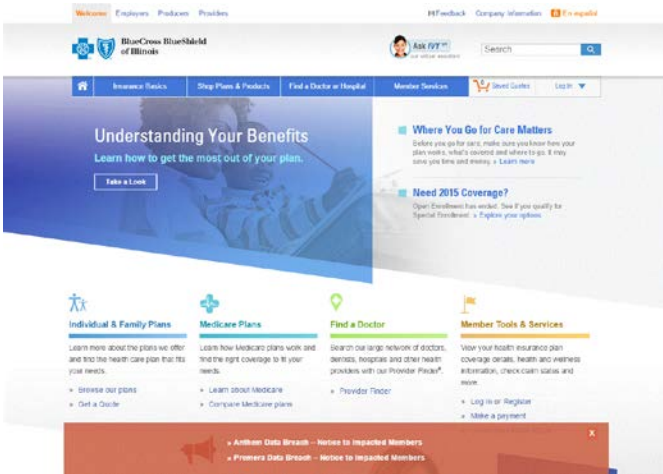 Welcome Employers Producers Providers
Feedback Company Information En español
BlueCross BlueShield
of Illinois
Ask IVY SM
our virtual assistant
Search
Insurance Basics Shop Plans & Products Find a Doctor or Hospital Member Services 0 Saved Quotes Log In
Understanding Your Benefits
Learn how to get the most out of your plan.
Take a Look
Where You Go for Care Matters
Before you go for care, make sure you know how your
plan works, what's covered and where to go. It may
save you time and money. » Learn more
Need 2015 Coverage?
Open Enrollment has ended. See if you qualify for
Special Enrollment. » Explore your options
Individual & Family Plans
Learn more about the plans we offer
and find the health care plan that fits
your needs.
» Browse our plans
» Get a Quote
Medicare Plans
Learn how Medicare plans work and
find the right coverage to fit your
needs.
» Learn about Medicare
» Compare Medicare plans
Find a Doctor
Search our large network of doctors,
dentists, hospitals and other health
providers with our Provider Finder®.
» Provider Finder
Member Tools & Services
View your health insurance plan
coverage details, health and wellness
information, check claim status and
more.
» Log In or Register
» Make a payment
X
» Anthem Data Breach – Notice to Impacted Members
» Premera Data Breach – Notice to Impacted Members